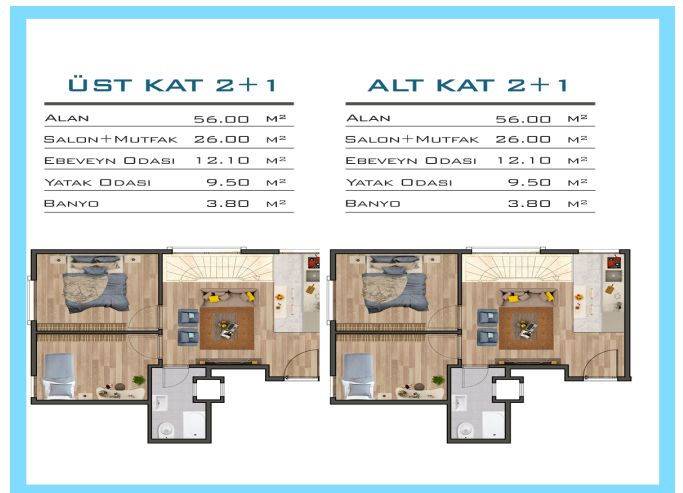 ÜST KAT 2+1
ALAN 56.00 M²
SALON+MUTFAK 26.00 M²
EBEVEYN ODASI 12.10 M²
YATAK ODASI 9.50 M²
BANYO 3.80 M²
ALT KAT 2+1
ALAN 56.00 M²
SALON+MUTFAK 26.00 M²
EBEVEYN ODASI 12.10 M²
YATAK ODASI 9.50 M²
BANYO 3.80 M²